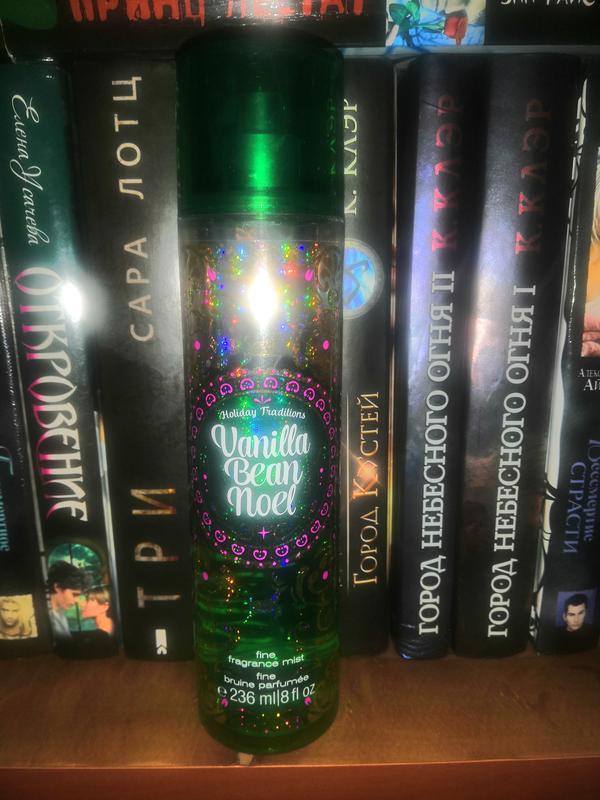 ПРИНЦ ЛЕСТАТ
Елена Усачева
ОТКРОВЕНИЕ
САРА ЛОТЦ
ТРИ
Holiday Traditions
Vanilla
Bean
Noel
fine
fragrance mist
fine
bruine parfumée
e 236 ml|8 fl oz
К. КЛЭР
ГОРОД КОСТЕЙ
К. КЛЭР
ГОРОД НЕБЕСНОГО ОГНЯ II
К. КЛЭР
ГОРОД НЕБЕСНОГО ОГНЯ I
СТРАСТИ